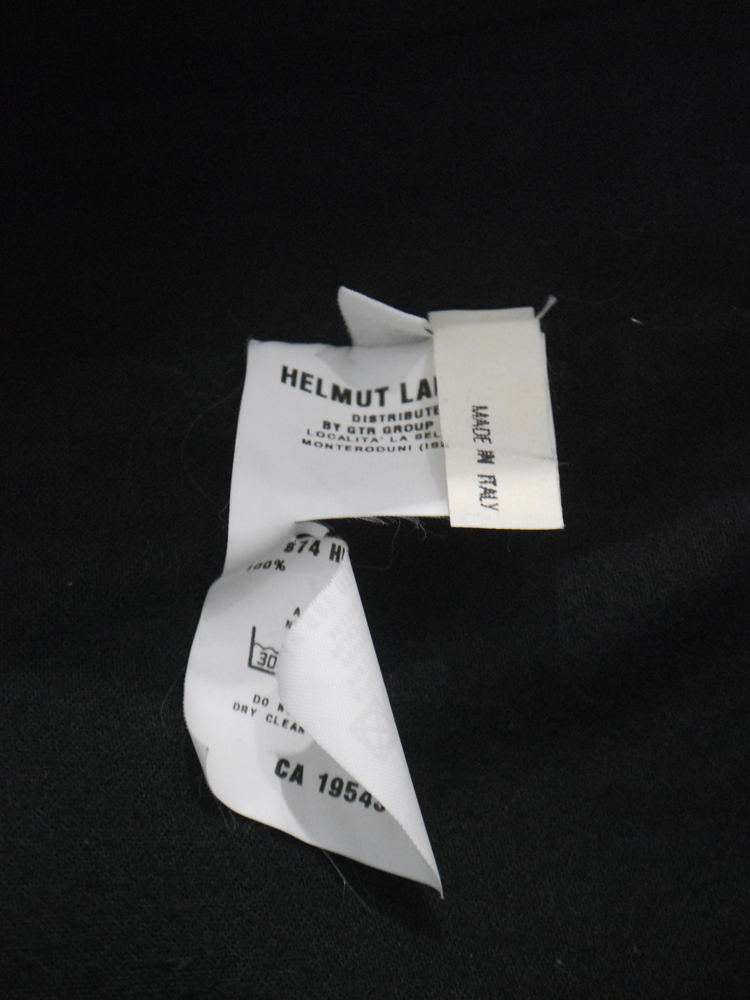 HELMUT LA
DISTRIBUTE
BY GTR GROUP
LOCALITA' LA BEL
MONTERODUNI (IS
MADE IN ITALY
674 H
100%
30
DO N
DRY CLEAN
CA 1954